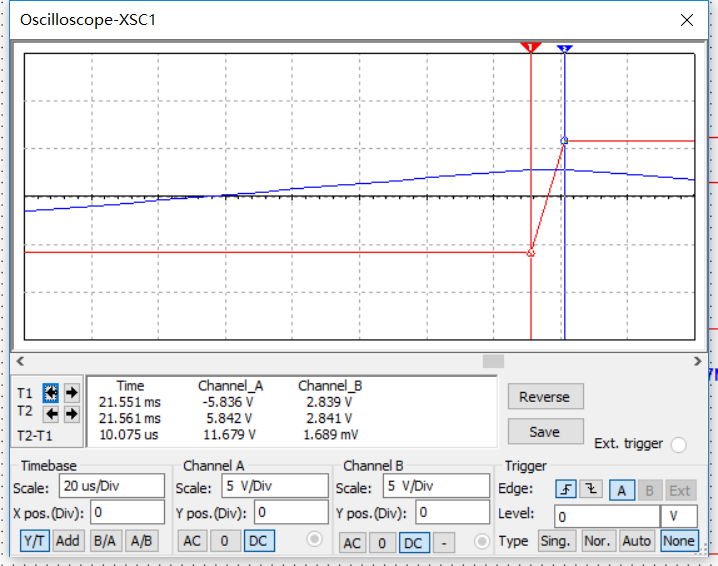 Oscilloscope-XSC1
1 2
Time Channel_A Channel_B
T1 21.551 ms -5.836 V 2.839 V
T2 21.561 ms 5.842 V 2.841 V
T2-T1 10.075 us 11.679 V 1.689 mV
Reverse
Save
Ext. trigger
Timebase Channel A Channel B Trigger
Scale: 20 us/Div Scale: 5 V/Div Scale: 5 V/Div Edge: A B Ext
X pos.(Div): 0 Y pos.(Div): 0 Y pos.(Div): 0 Level: 0 V
Y/T Add B/A A/B AC 0 DC AC 0 DC - Type Sing. Nor. Auto None